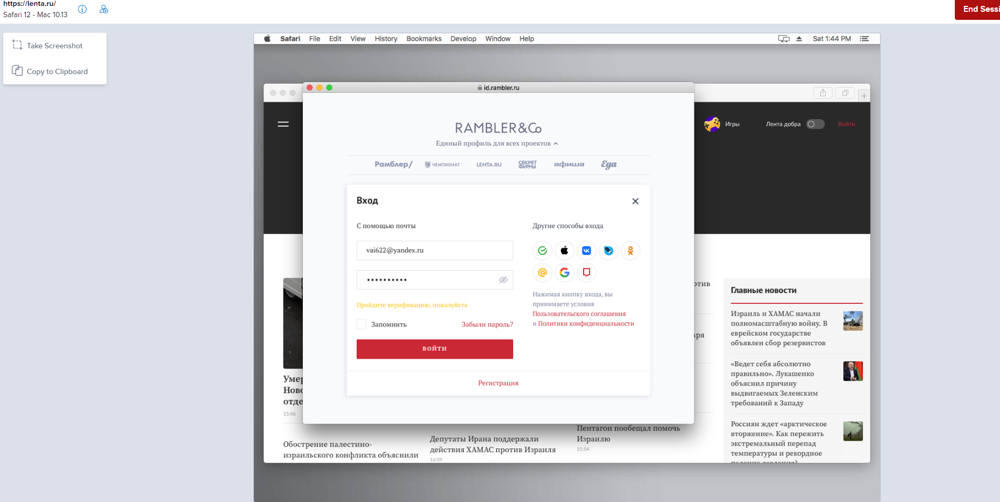 https://lenta.ru/
Safari 12 - Mac 10.13
End Sessi
Take Screenshot
Copy to Clipboard
Safari File Edit View History Bookmarks Develop Window Help
Sat 1:44 PM
id.rambler.ru
Игры
Лента добра
Войти
RAMBLER&Co
Единый профиль для всех проектов
Рамблер/ ЧЕМПИОНАТ LENTA.RU СЕКРЕТ ФИРМЫ афиша Еда
Вход
С помощью почты
vai622@yandex.ru
••••••••••
Пройдите верификацию, пожалуйста
Запомнить
Забыли пароль?
ВОЙТИ
Другие способы входа
Нажимая кнопку входа, вы
принимаете условия
Пользовательского соглашения
и Политики конфиденциальности
Регистрация
Умер
Ново
отде
15:06
Обострение палестино-
израильского конфликта объяснили
Депутаты Ирана поддержали
действия ХАМАС против Израиля
16:09
отив
аря
Пентагон пообещал помочь
Израилю
15:54
Главные новости
Израиль и ХАМАС начали
полномасштабную войну. В
еврейском государстве
объявлен сбор резервистов
«Ведет себя абсолютно
правильно». Лукашенко
объяснил причину
выдвигаемых Зеленским
требований к Западу
Россиян ждет «арктическое
вторжение». Как пережить
экстремальный перепад
температуры и рекордное
падение давления?